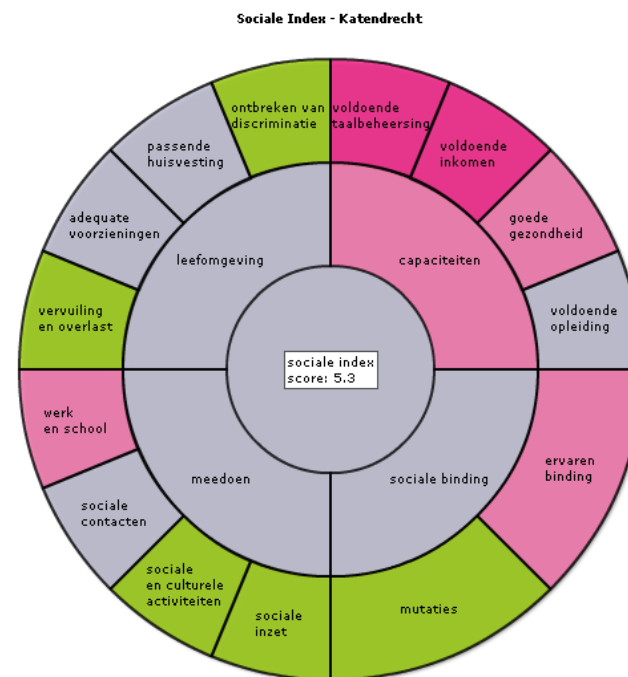 Sociale Index - Katendrecht
ontbreken van
discriminatie
voldoende
taalbeheersing
passende
huisvesting
voldoende
inkomen
adequate
voorzieningen
goede
gezondheid
leefomgeving
capaciteiten
vervuiling
en overlast
voldoende
opleiding
sociale index
score: 5.3
werk
en school
ervaren
binding
meedoen
sociale binding
sociale
contacten
sociale
en culturele
activiteiten
sociale
inzet
mutaties